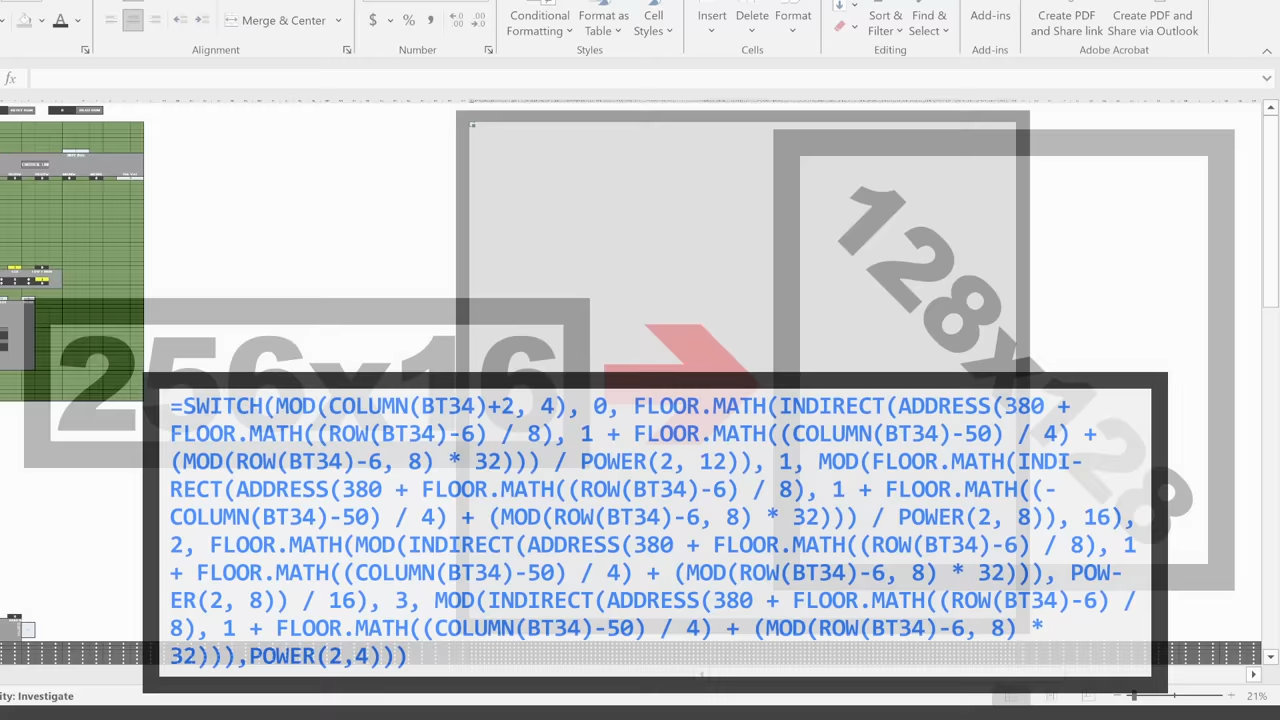 Merge & Center
$ % ,
Conditional Formatting
Format as Table
Cell Styles
Insert
Delete
Format
Sort & Filter
Find & Select
Add-ins
Create PDF and Share link
Create PDF and Share via Outlook
Alignment
Number
Styles
Cells
Editing
Add-ins
Adobe Acrobat
fx
256x16
128x128
=SWITCH(MOD(COLUMN(BT34)+2, 4), 0, FLOOR.MATH(INDIRECT(ADDRESS(380 +
FLOOR.MATH((ROW(BT34)-6) / 8), 1 + FLOOR.MATH((COLUMN(BT34)-50) / 4) +
(MOD(ROW(BT34)-6, 8) * 32))) / POWER(2, 12)), 1, MOD(FLOOR.MATH(INDI-
RECT(ADDRESS(380 + FLOOR.MATH((ROW(BT34)-6) / 8), 1 + FLOOR.MATH((-
COLUMN(BT34)-50) / 4) + (MOD(ROW(BT34)-6, 8) * 32))) / POWER(2, 8)), 16),
2, FLOOR.MATH(MOD(INDIRECT(ADDRESS(380 + FLOOR.MATH((ROW(BT34)-6) / 8), 1
+ FLOOR.MATH((COLUMN(BT34)-50) / 4) + (MOD(ROW(BT34)-6, 8) * 32))), POW-
ER(2, 8)) / 16), 3, MOD(INDIRECT(ADDRESS(380 + FLOOR.MATH((ROW(BT34)-6) /
8), 1 + FLOOR.MATH((COLUMN(BT34)-50) / 4) + (MOD(ROW(BT34)-6, 8) *
32))),POWER(2,4)))
ity: Investigate
21%